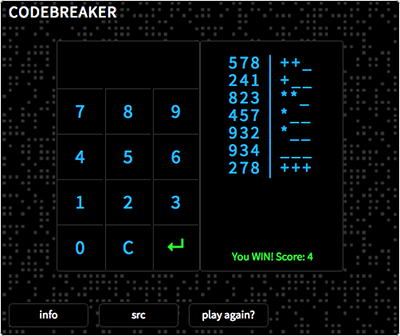 CODEBREAKER
578 ++_
241 +__
823 **_
457 *__
932 *__
934 ___
278 +++
7 8 9
4 5 6
1 2 3
0 C ↵
You WIN! Score: 4
info src play again?